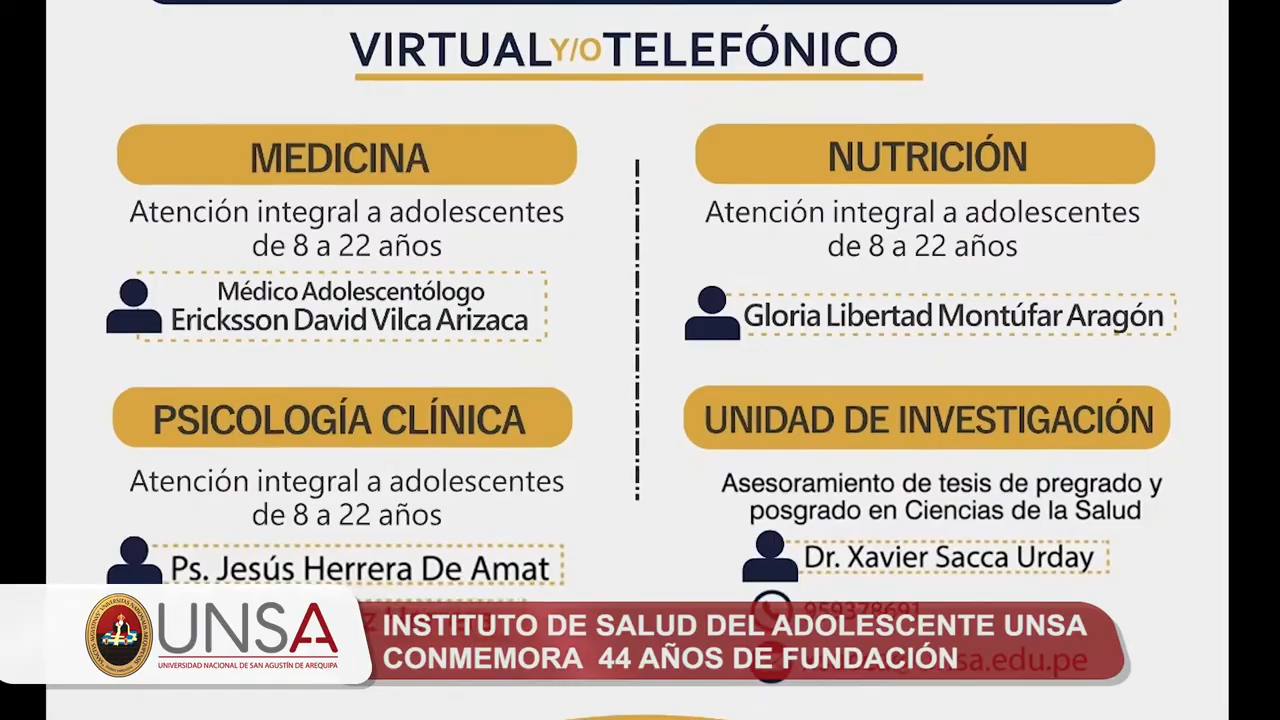 VIRTUAL Y/O TELEFÓNICO
MEDICINA
Atención integral a adolescentes
de 8 a 22 años
Médico Adolescentólogo
Ericksson David Vilca Arizaca
NUTRICIÓN
Atención integral a adolescentes
de 8 a 22 años
Gloria Libertad Montúfar Aragón
PSICOLOGÍA CLÍNICA
Atención integral a adolescentes
de 8 a 22 años
Ps. Jesús Herrera De Amat
UNIDAD DE INVESTIGACIÓN
Asesoramiento de tesis de pregrado y
posgrado en Ciencias de la Salud
Dr. Xavier Sacca Urday
UNSA
UNIVERSIDAD NACIONAL DE SAN AGUSTÍN DE AREQUIPA
INSTITUTO DE SALUD DEL ADOLESCENTE UNSA
CONMEMORA 44 AÑOS DE FUNDACIÓN